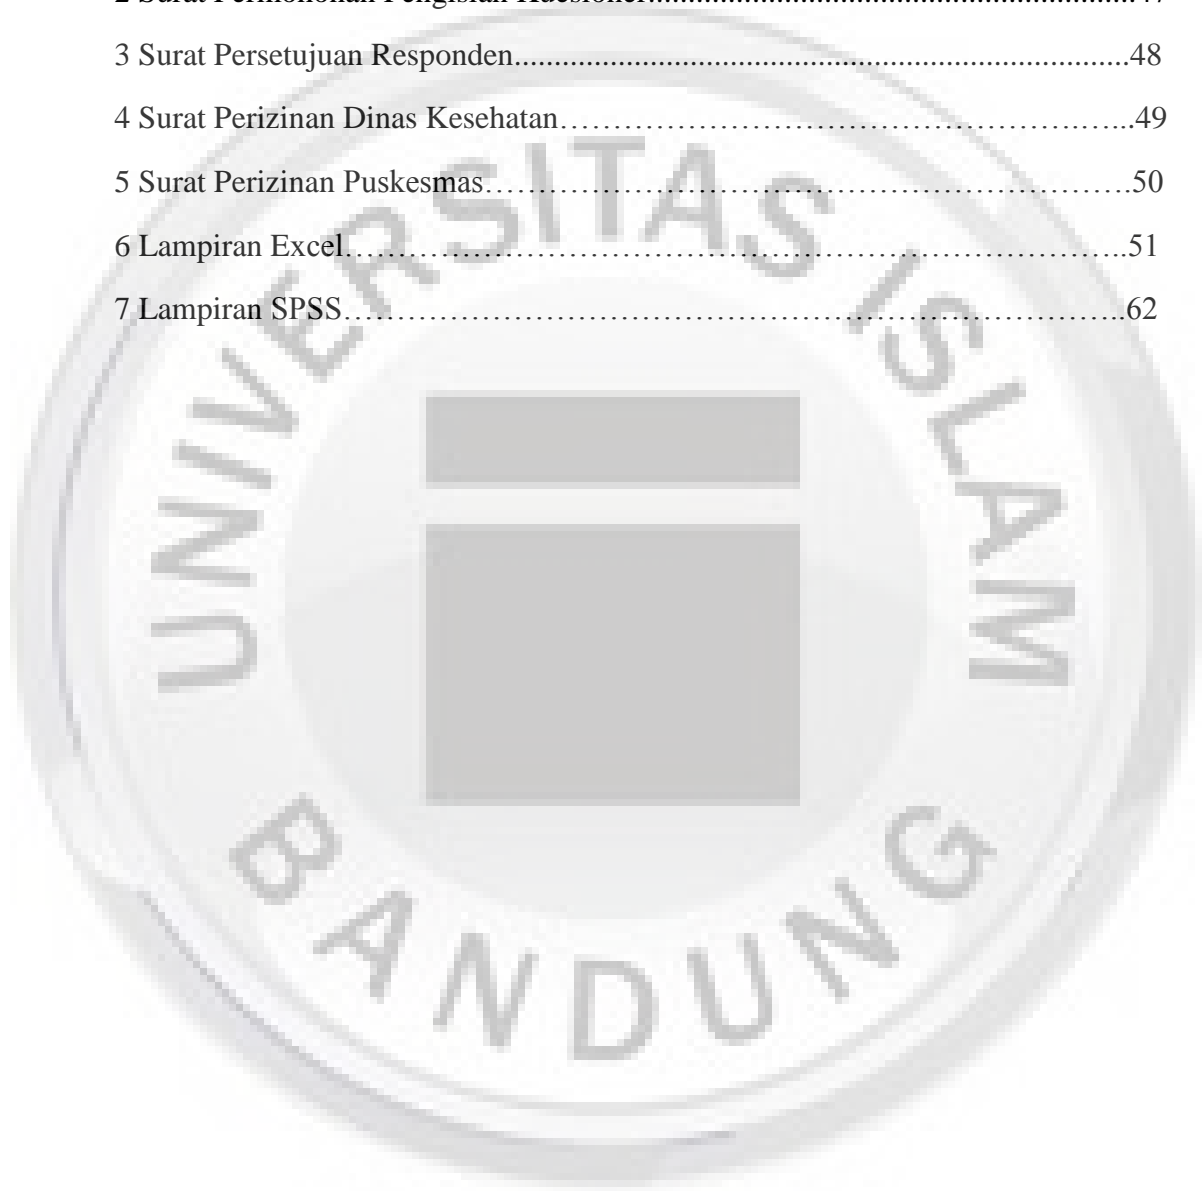 3 Surat Persetujuan Responden.............................................................................48
4 Surat Perizinan Dinas Kesehatan…………………………………………………...49
5 Surat Perizinan Puskesmas……………………………………………………….50
6 Lampiran Excel…………………………………………………………………..51
7 Lampiran SPSS…………………………………………………………………..62
UNIVERSITAS ISLAM
BANDUNG